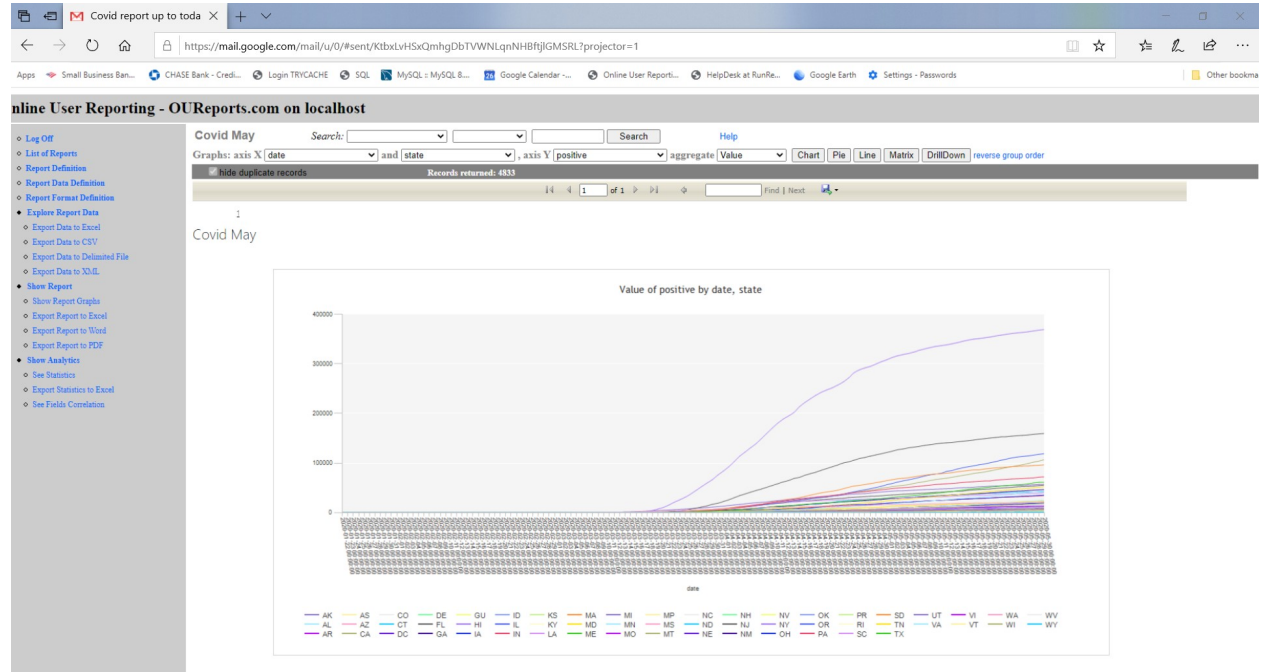 Covid report up to toda
https://mail.google.com/mail/u/0/#sent/KtbxLvHSxQmhgDbTVWNLqnNHBftjlGMSRL?projector=1
Apps Small Business Ban... CHASE Bank - Credi... Login TRYCACHE SQL MySQL :: MySQL 8.... 26 Google Calendar -... Online User Reporti... HelpDesk at RunRe... Google Earth Settings - Passwords Other bookma
nline User Reporting - OUReports.com on localhost
Log Off
List of Reports
Report Definition
Report Data Definition
Report Format Definition
Explore Report Data
Export Data to Excel
Export Data to CSV
Export Data to Delimited File
Export Data to XML
Show Report
Show Report Graphs
Export Report to Excel
Export Report to Word
Export Report to PDF
Show Analytics
See Statistics
Export Statistics to Excel
See Fields Correlation
Covid May Search: Search Help
Graphs: axis X date and state , axis Y positive aggregate Value Chart Pie Line Matrix DrillDown reverse group order
hide duplicate records Records returned: 4833
1 of 1 Find | Next
1
Covid May
Value of positive by date, state
400000
300000
200000
100000
0
date
AK AS CO DE GU ID KS MA MI MP NC NH NV OK PR SD UT VI WA WV
AL AZ CT FL HI IL KY MD MN MS ND NJ NY OR RI TN VA VT WI WY
AR CA DC GA IA IN LA ME MO MT NE NM OH PA SC TX